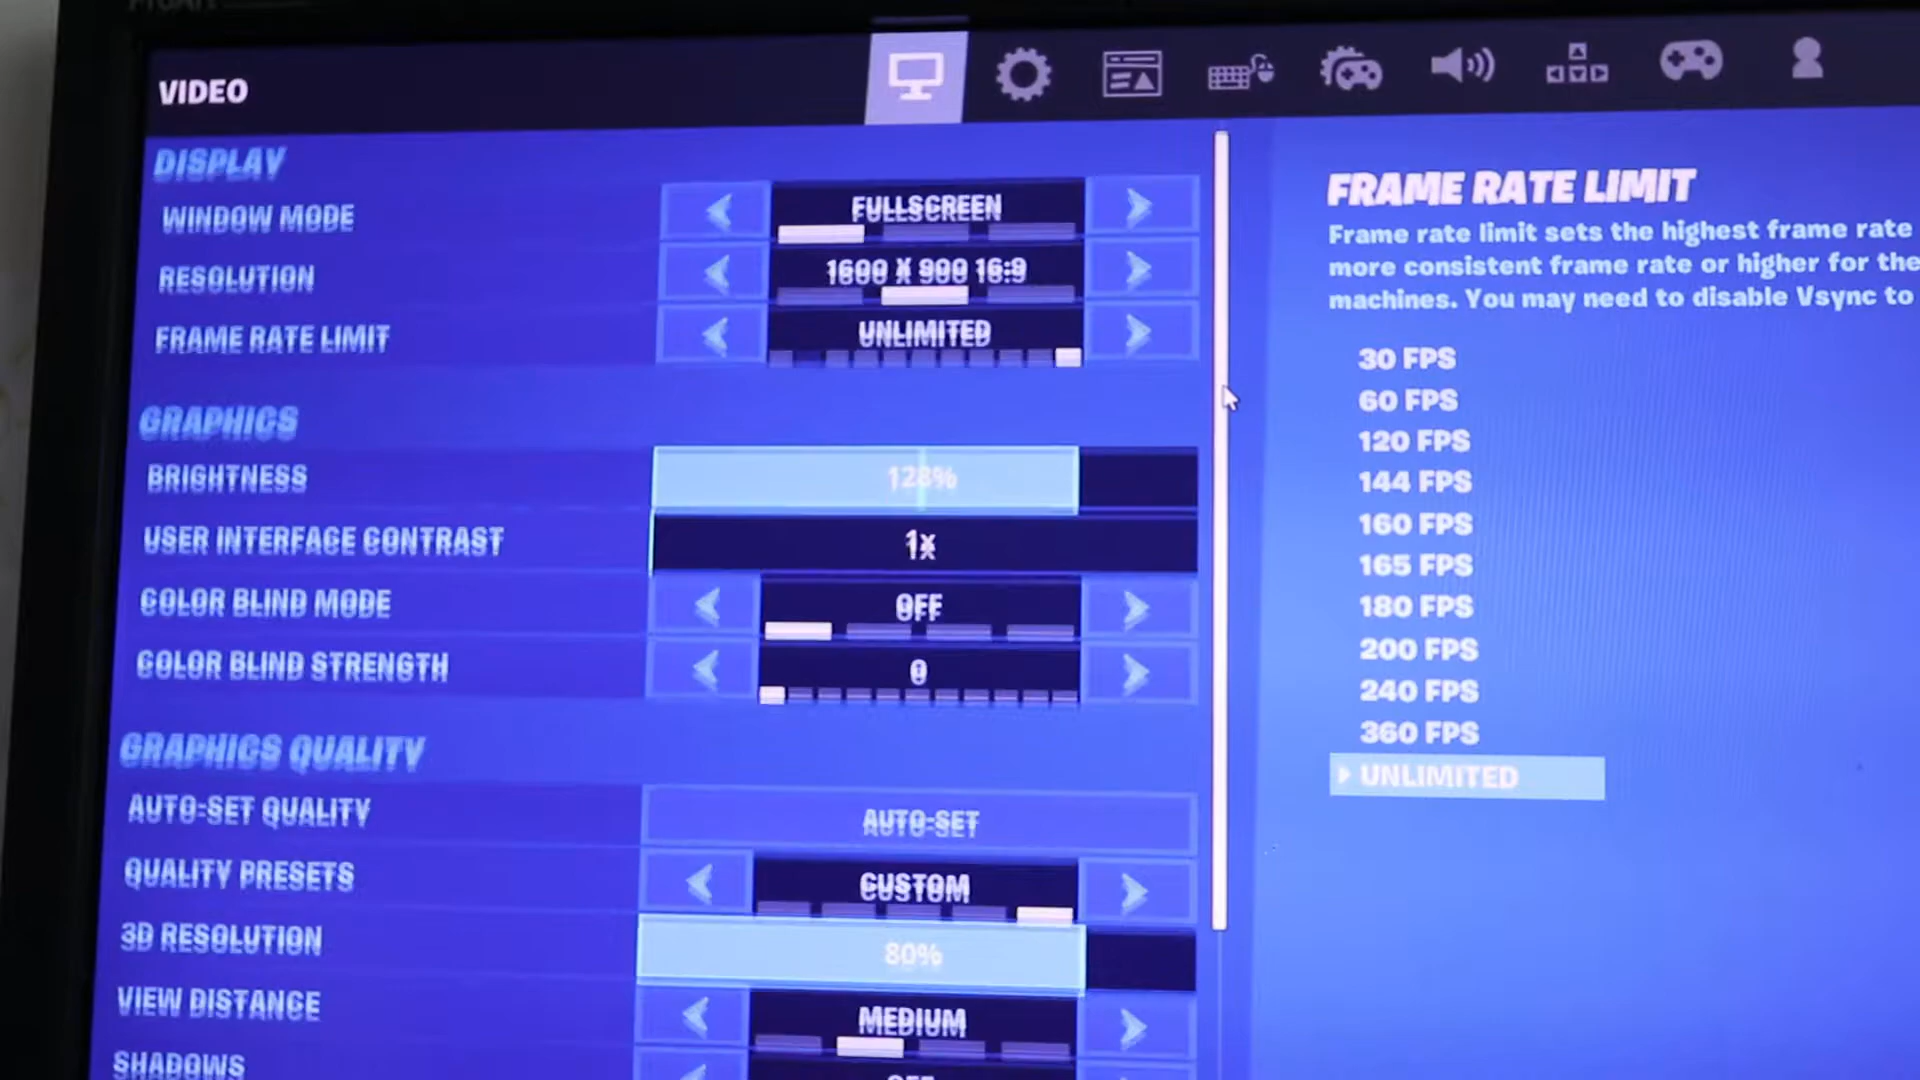 VIDEO
DISPLAY
WINDOW MODE
FULLSCREEN
RESOLUTION
1600 X 900 16:9
FRAME RATE LIMIT
UNLIMITED
GRAPHICS
BRIGHTNESS
128%
USER INTERFACE CONTRAST
1x
COLOR BLIND MODE
OFF
COLOR BLIND STRENGTH
0
GRAPHICS QUALITY
AUTO-SET QUALITY
AUTO-SET
QUALITY PRESETS
CUSTOM
3D RESOLUTION
80%
VIEW DISTANCE
MEDIUM
SHADOWS
OFF
FRAME RATE LIMIT
Frame rate limit sets the highest frame rate
more consistent frame rate or higher for the
machines. You may need to disable Vsync to
30 FPS
60 FPS
120 FPS
144 FPS
160 FPS
165 FPS
180 FPS
200 FPS
240 FPS
360 FPS
UNLIMITED